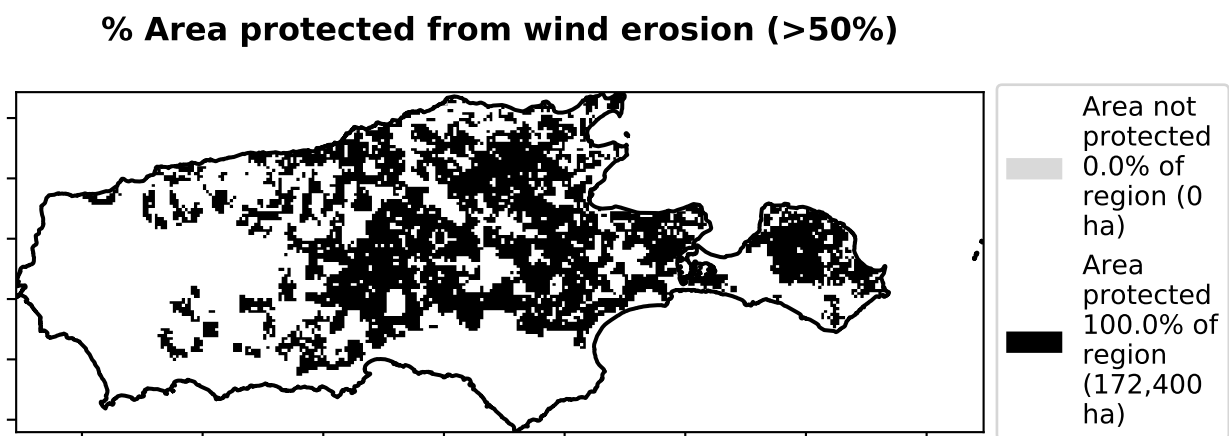 % Area protected from wind erosion (>50%)
Area not
protected
0.0% of
region (0
ha)
Area
protected
100.0% of
region
(172,400
ha)